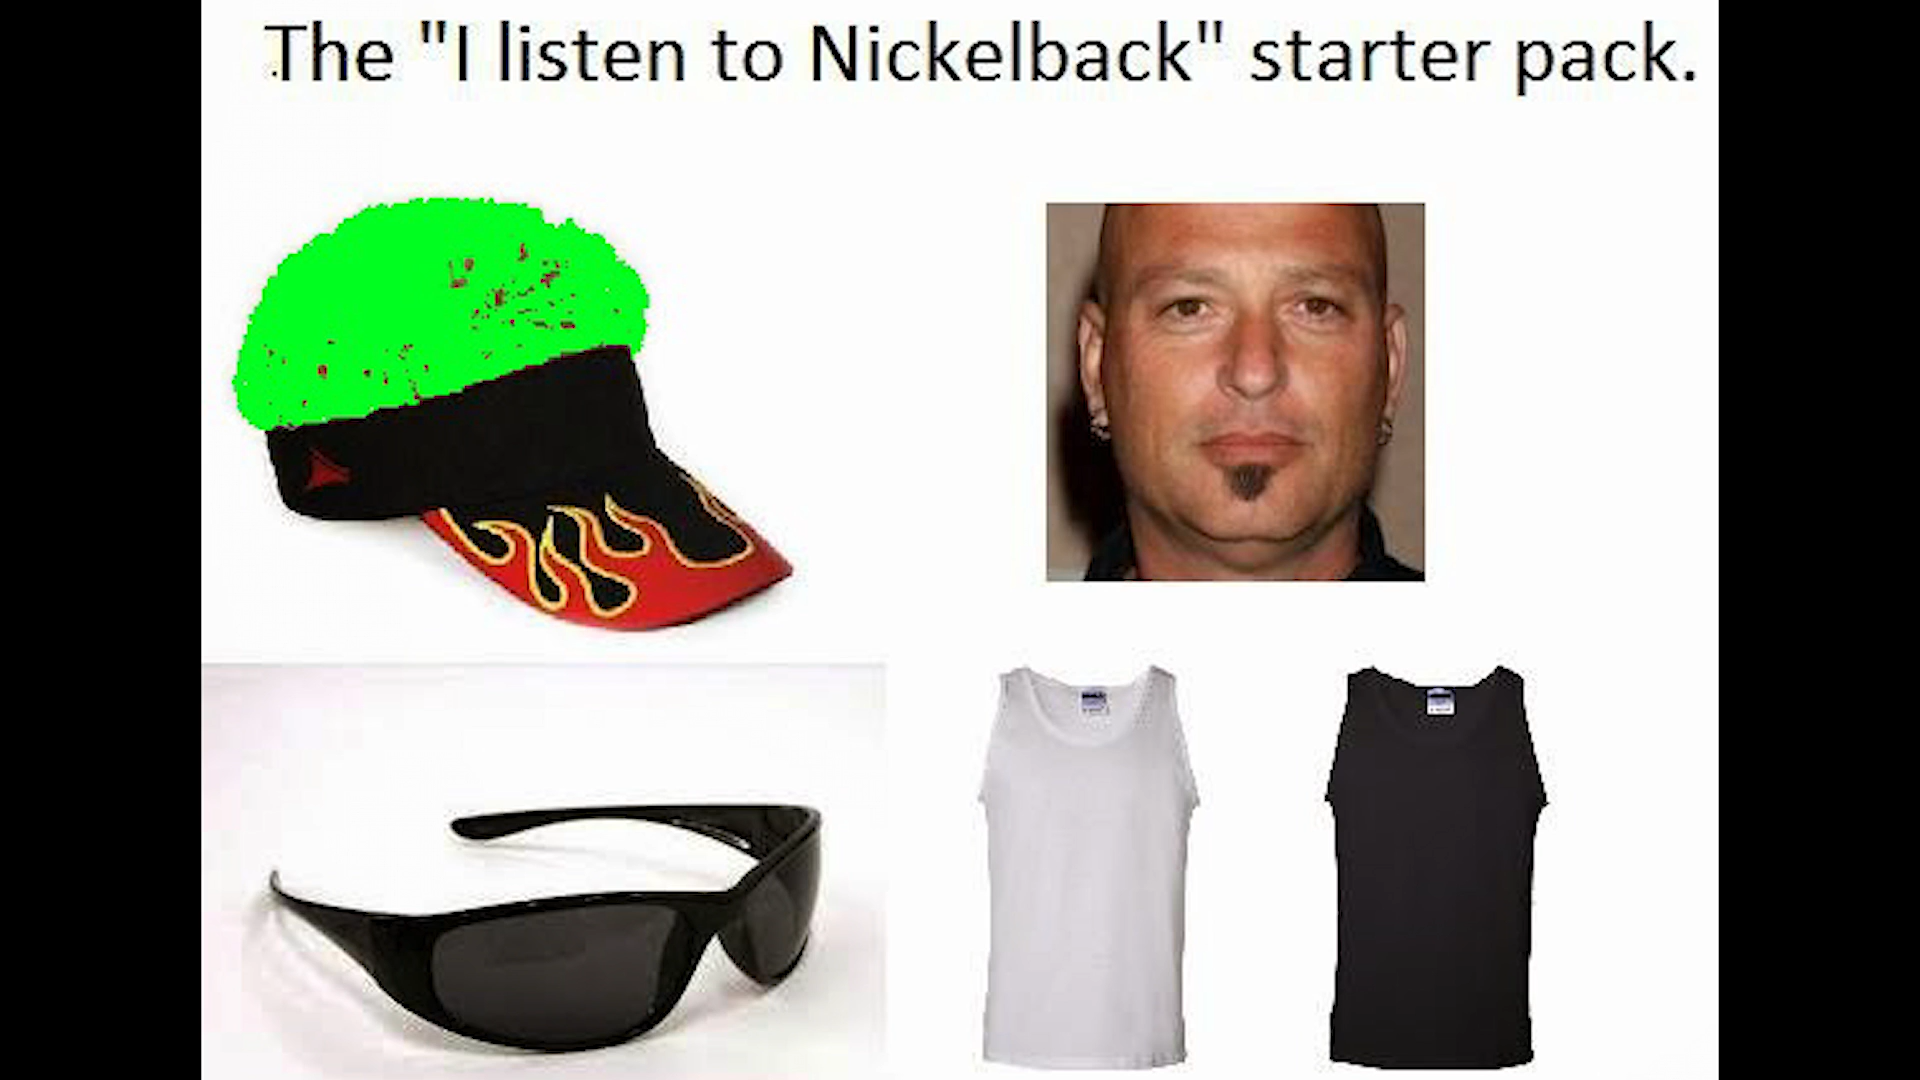 The "I listen to Nickelback" starter pack.